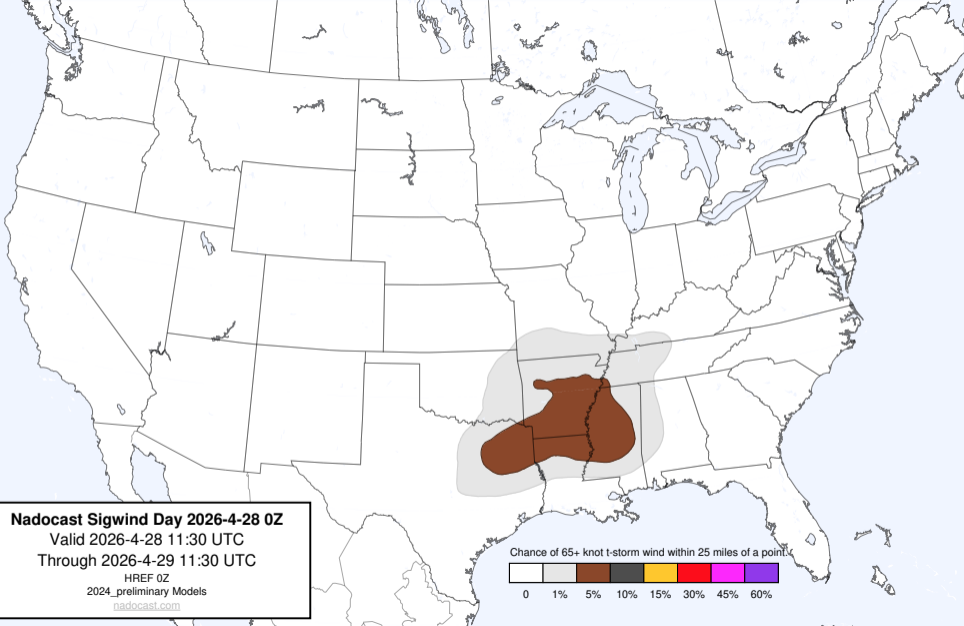 Nadocast Sigwind Day 2026-4-28 0Z
Valid 2026-4-28 11:30 UTC
Through 2026-4-29 11:30 UTC
HREF 0Z
2024_preliminary Models
nadocast.com
Chance of 65+ knot t-storm wind within 25 miles of a point.
0 1% 5% 10% 15% 30% 45% 60%